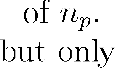 of n_p.
but only